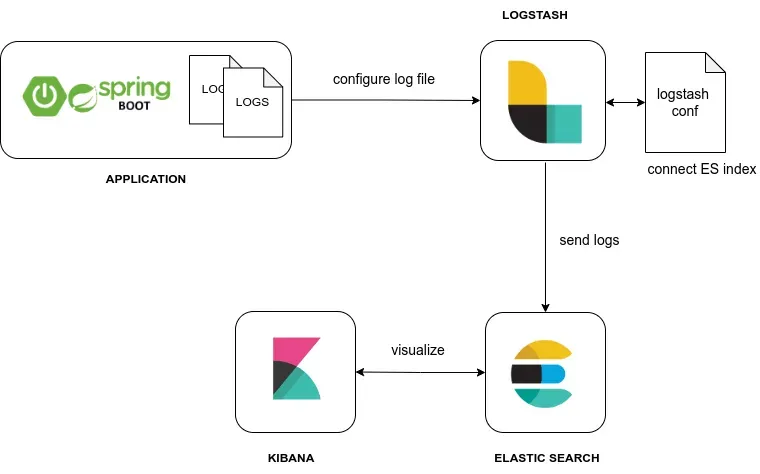 LOGSTASH
spring
BOOT
LOGS
configure log file
logstash
conf
connect ES index
APPLICATION
send logs
visualize
KIBANA
ELASTIC SEARCH